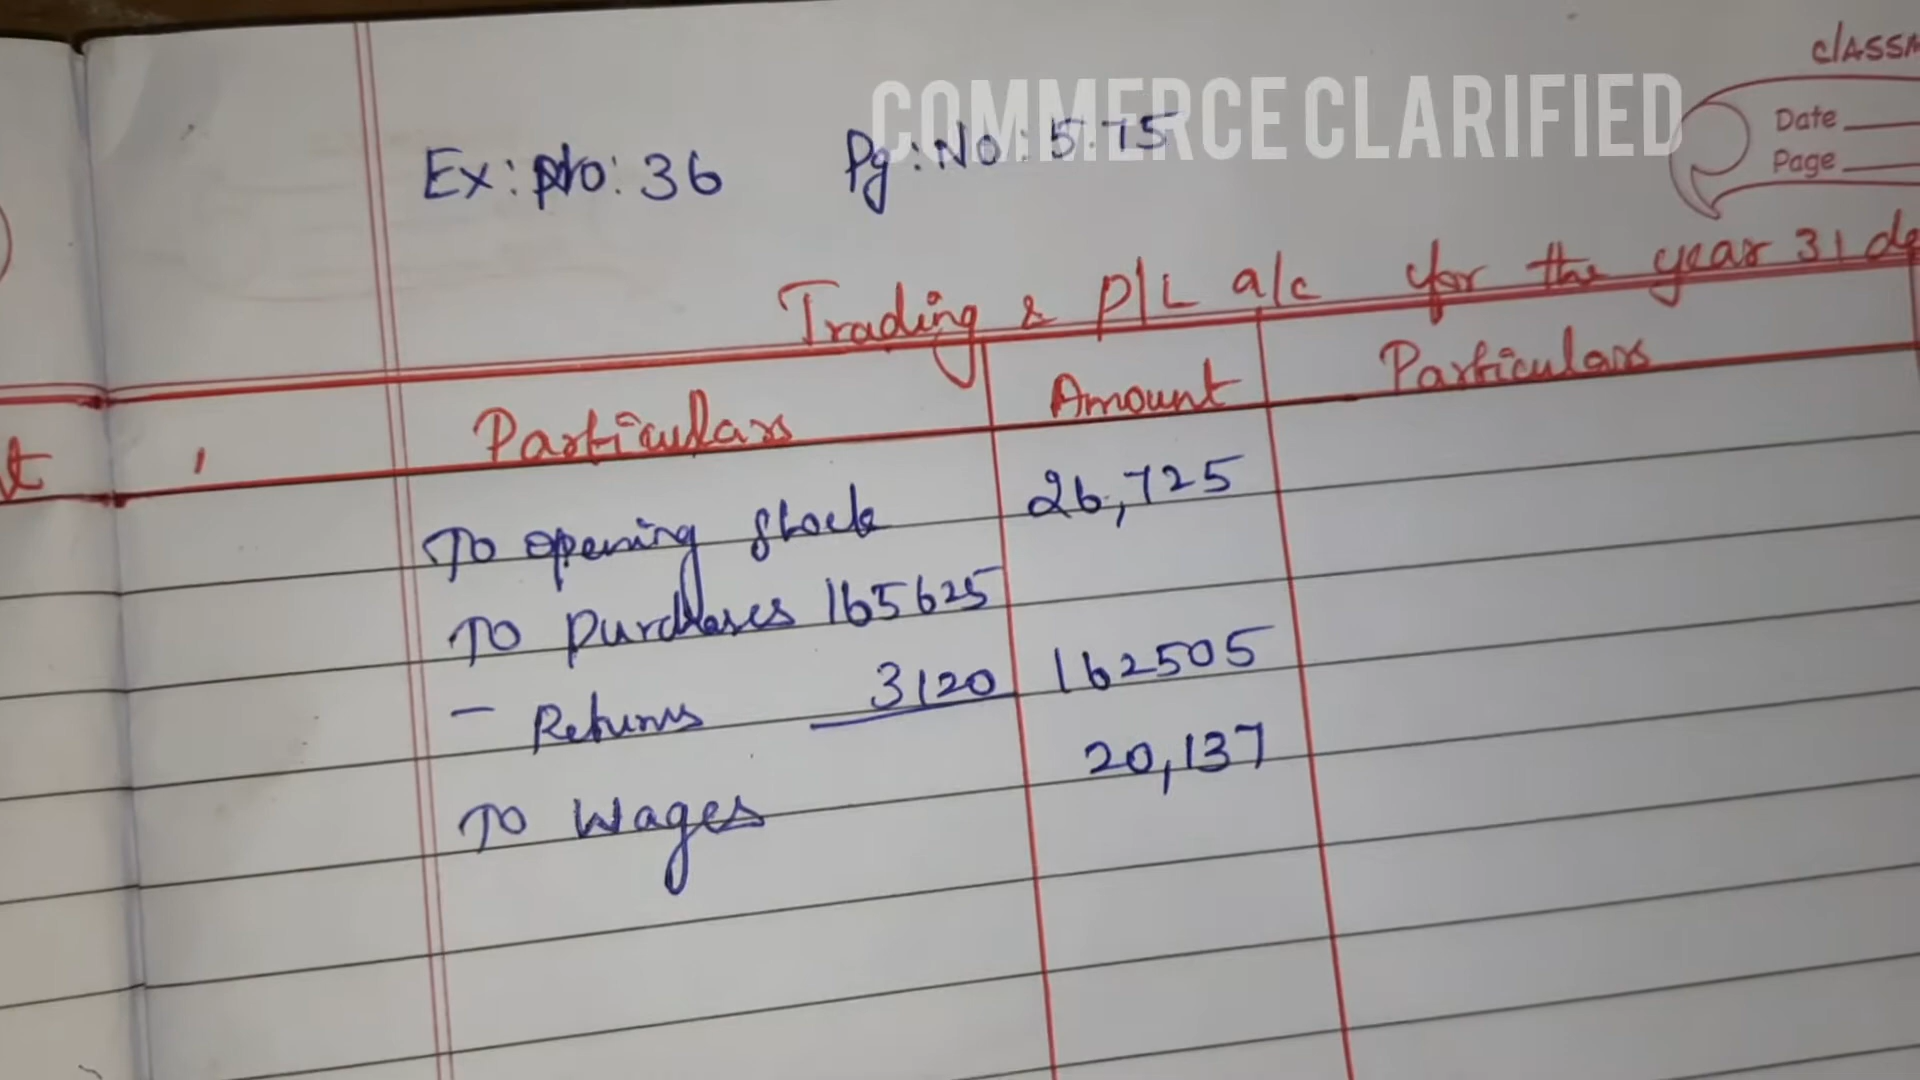 COMMERCE CLARIFIED
Date
Page
Ex: No: 36 Pg: No: 5.75
Trading & P/L a/c for the year 31 de
Particulars Amount Particulars
To opening stock 26,725
To Purchases 165625
- Returns 3120 162505
To Wages 20,137